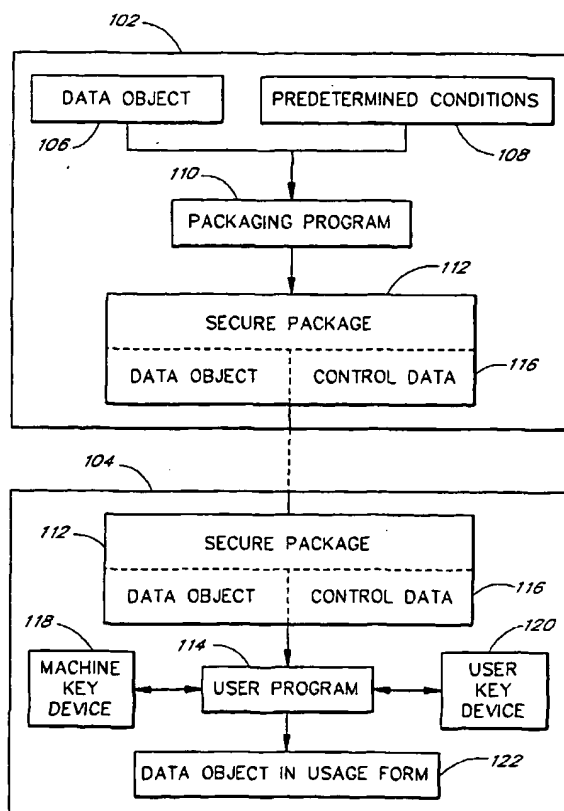 102
DATA OBJECT
PREDETERMINED CONDITIONS
106
108
110
PACKAGING PROGRAM
112
SECURE PACKAGE
DATA OBJECT
CONTROL DATA
116
104
112
SECURE PACKAGE
DATA OBJECT
CONTROL DATA
116
118
114
120
MACHINE
KEY
DEVICE
USER PROGRAM
USER
KEY
DEVICE
122
DATA OBJECT IN USAGE FORM